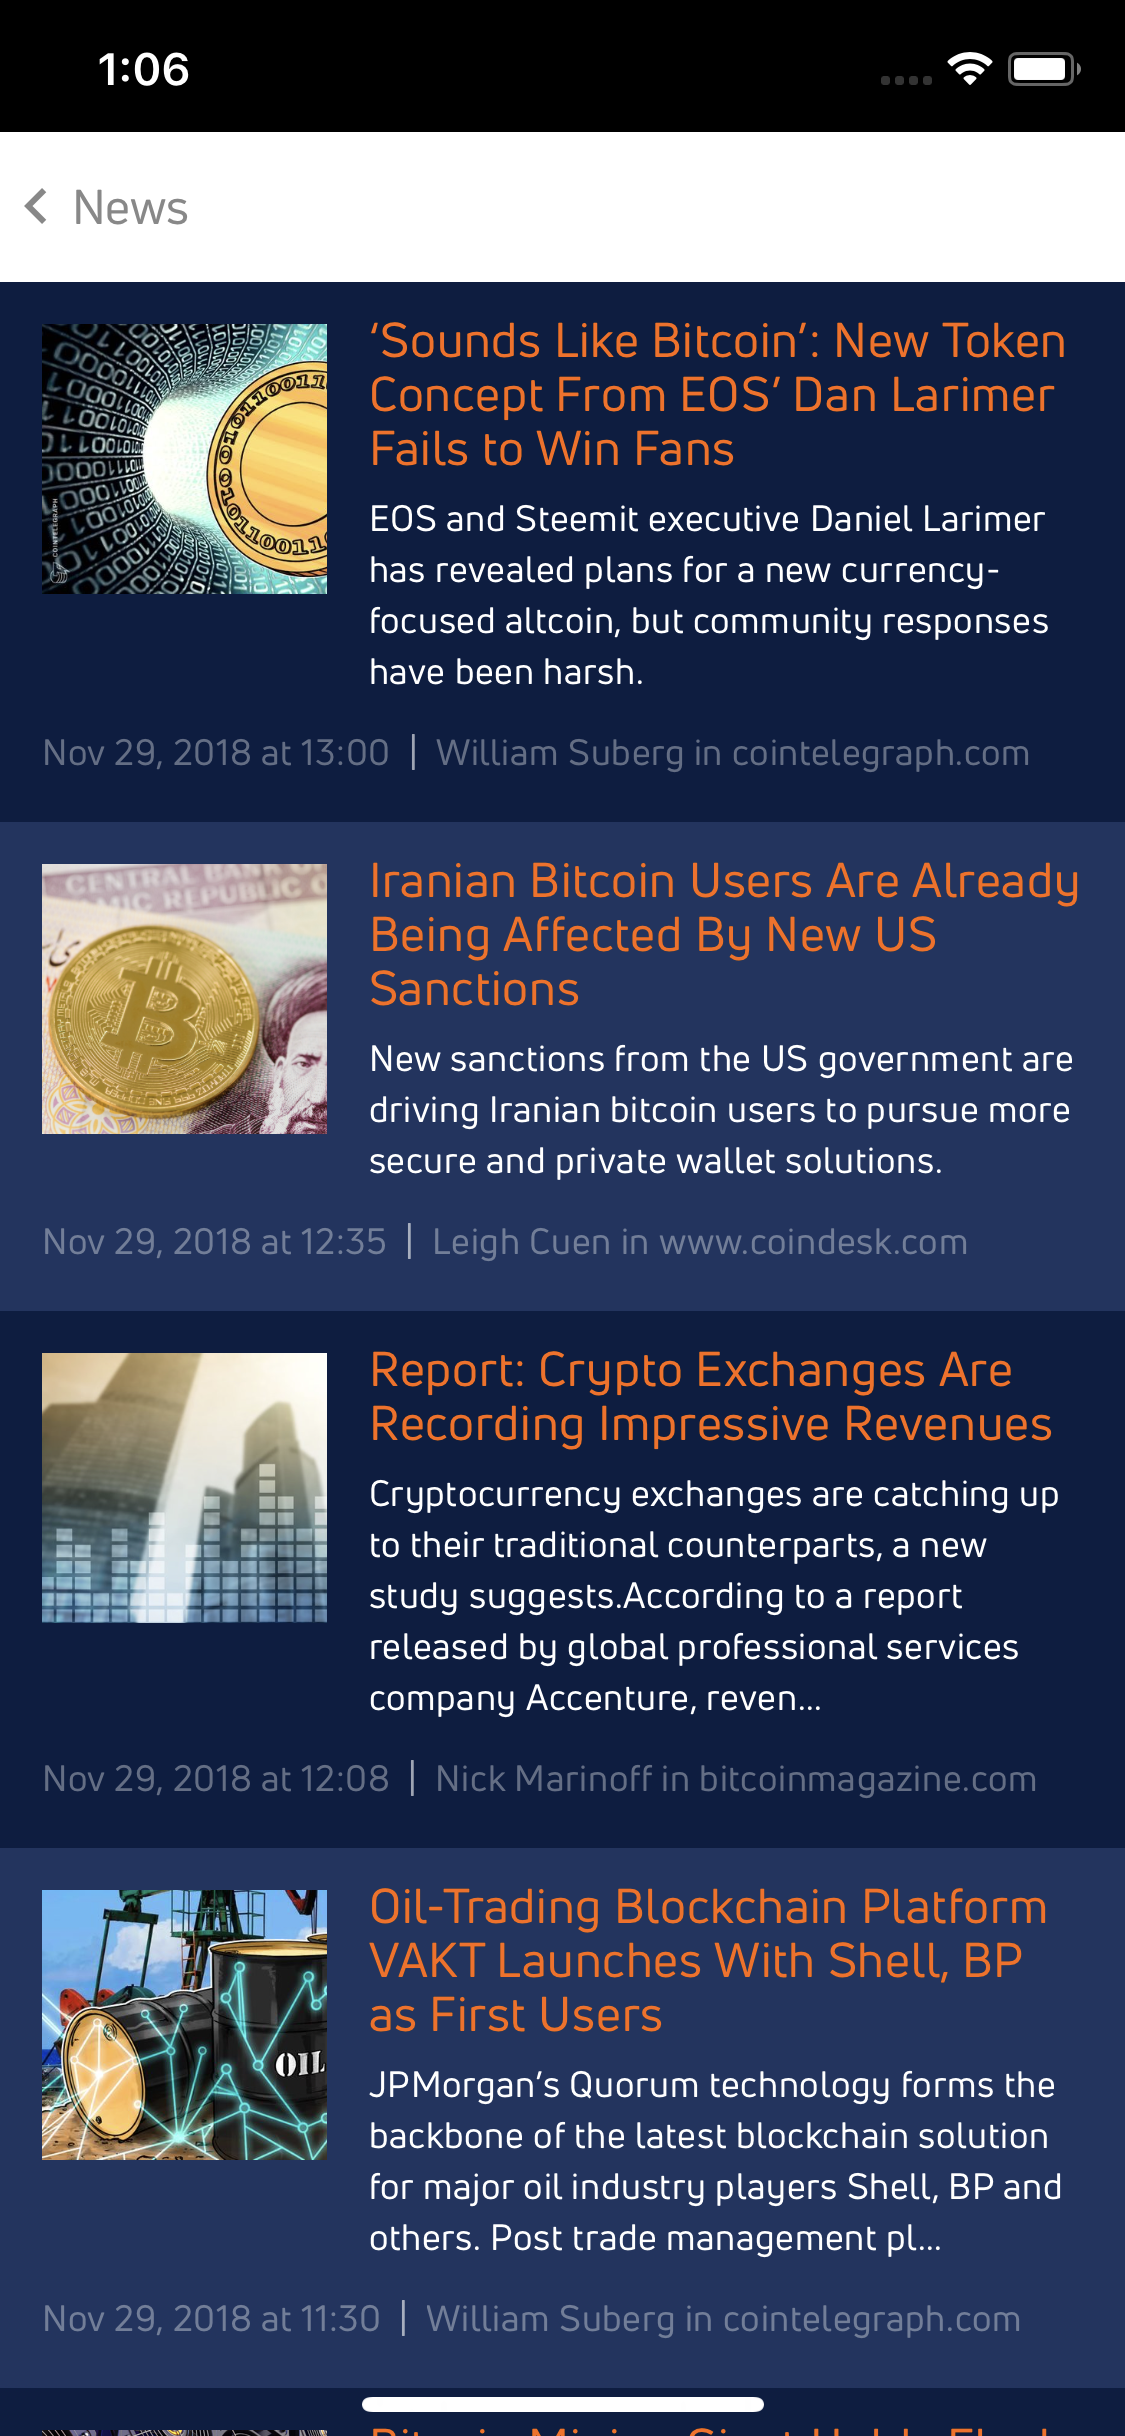 1:06
News
‘Sounds Like Bitcoin’: New Token
Concept From EOS’ Dan Larimer
Fails to Win Fans
EOS and Steemit executive Daniel Larimer
has revealed plans for a new currency-
focused altcoin, but community responses
have been harsh.
COINTELEGRAPH
Nov 29, 2018 at 13:00 | William Suberg in cointelegraph.com
CENTRAL BANK
REPUBLIC
Iranian Bitcoin Users Are Already
Being Affected By New US
Sanctions
New sanctions from the US government are
driving Iranian bitcoin users to pursue more
secure and private wallet solutions.
Nov 29, 2018 at 12:35 | Leigh Cuen in www.coindesk.com
Report: Crypto Exchanges Are
Recording Impressive Revenues
Cryptocurrency exchanges are catching up
to their traditional counterparts, a new
study suggests.According to a report
released by global professional services
company Accenture, reven...
Nov 29, 2018 at 12:08 | Nick Marinoff in bitcoinmagazine.com
Oil-Trading Blockchain Platform
VAKT Launches With Shell, BP
as First Users
JPMorgan’s Quorum technology forms the
backbone of the latest blockchain solution
for major oil industry players Shell, BP and
others. Post trade management pl...
OIL
Nov 29, 2018 at 11:30 | William Suberg in cointelegraph.com